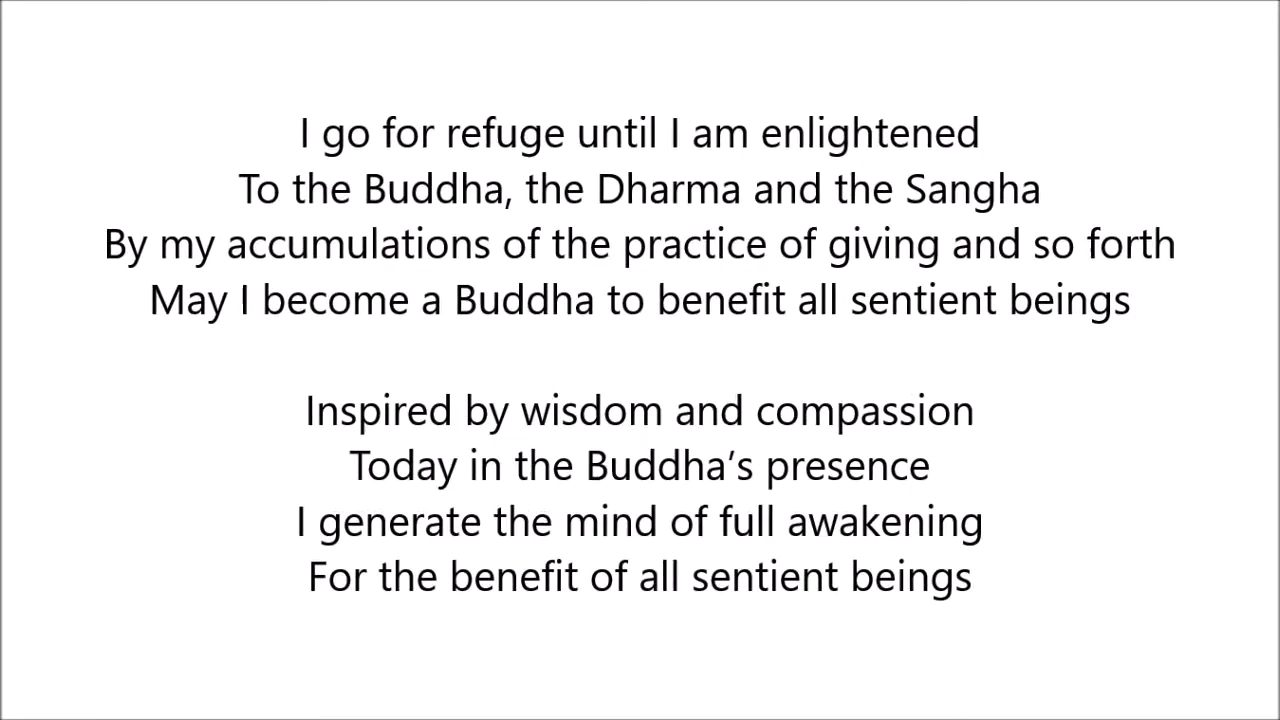 I go for refuge until I am enlightened
To the Buddha, the Dharma and the Sangha
By my accumulations of the practice of giving and so forth
May I become a Buddha to benefit all sentient beings
Inspired by wisdom and compassion
Today in the Buddha’s presence
I generate the mind of full awakening
For the benefit of all sentient beings